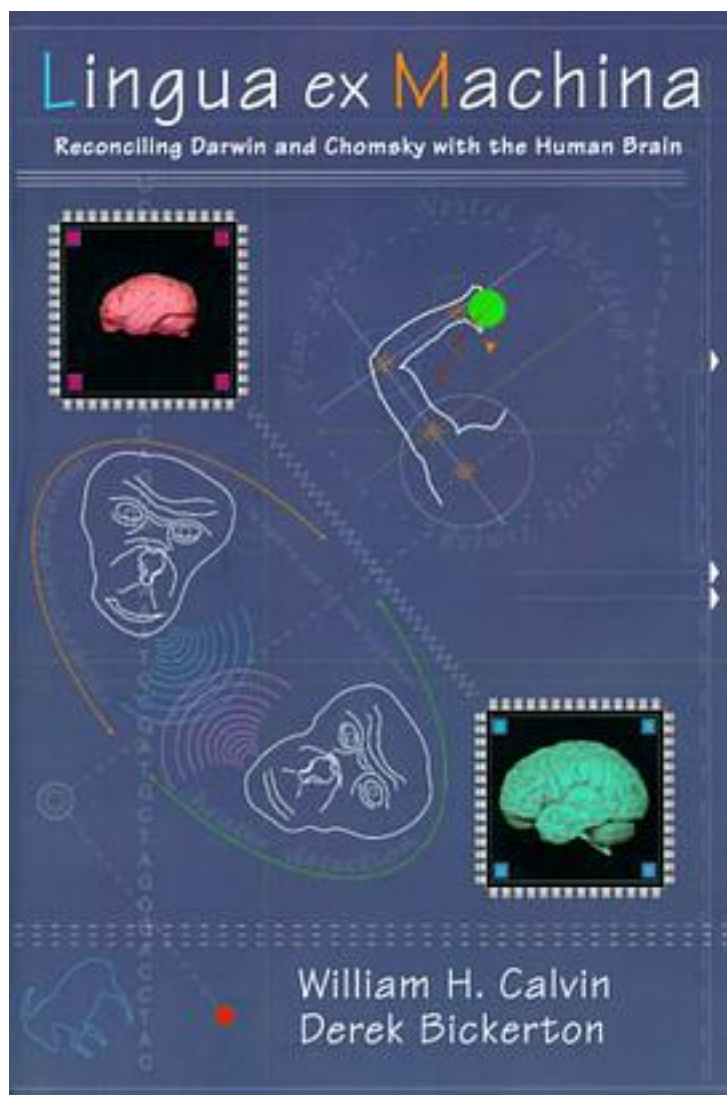 Lingua ex Machina
Reconciling Darwin and Chomsky with the Human Brain
William H. Calvin
Derek Bickerton